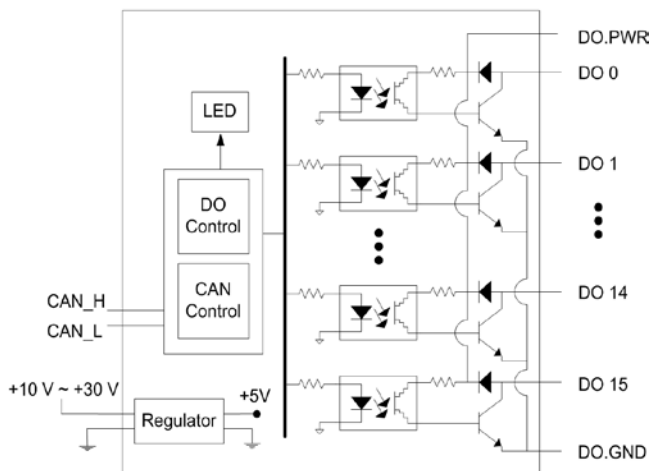 DO.PWR
DO 0
LED
DO 1
DO
Control
CAN
Control
CAN_H
CAN_L
DO 14
+10 V ~ +30 V
+5V
Regulator
DO 15
DO.GND